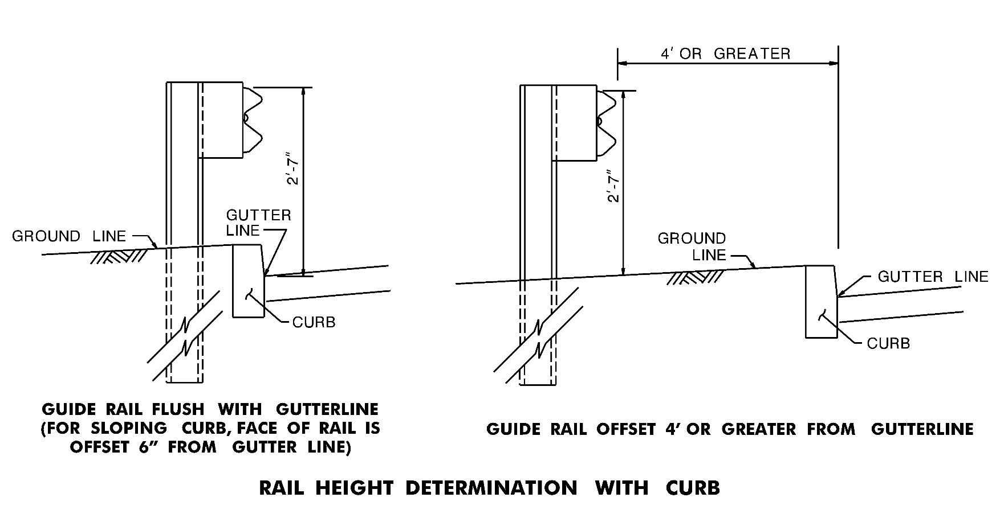 4' OR GREATER
2'-7"
GUTTER
LINE
GROUND LINE
CURB
2'-7"
GROUND
LINE
GUTTER LINE
CURB
GUIDE RAIL FLUSH WITH GUTTERLINE
(FOR SLOPING CURB, FACE OF RAIL IS
OFFSET 6" FROM GUTTER LINE)
GUIDE RAIL OFFSET 4' OR GREATER FROM GUTTERLINE
RAIL HEIGHT DETERMINATION WITH CURB